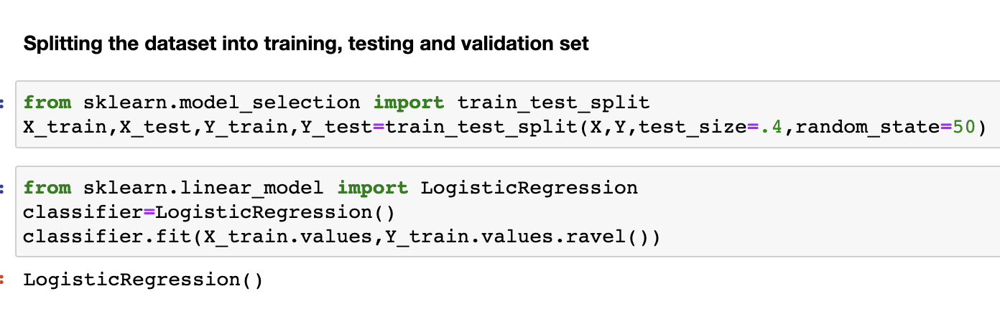 Splitting the dataset into training, testing and validation set
:
from sklearn.model_selection import train_test_split
X_train,X_test,Y_train,Y_test=train_test_split(X,Y,test_size=.4,random_state=50)
:
from sklearn.linear_model import LogisticRegression
classifier=LogisticRegression()
classifier.fit(X_train.values,Y_train.values.ravel())
:
LogisticRegression()